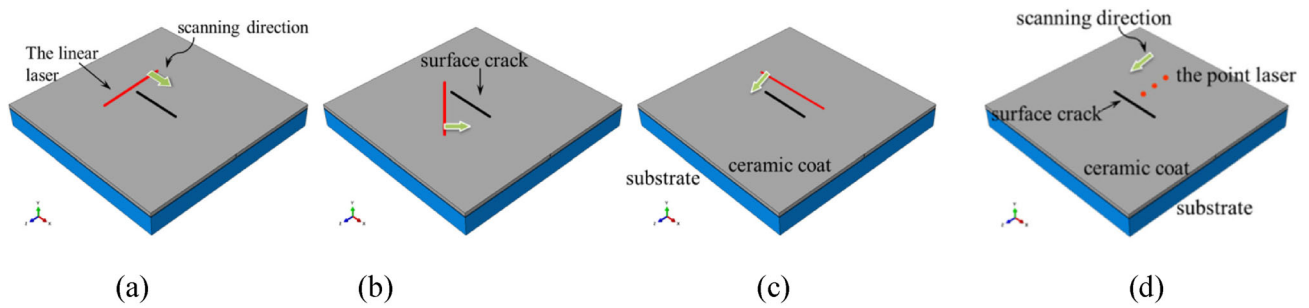 scanning direction
The linear
laser
(a)
surface crack
(b)
ceramic coat
substrate
(c)
scanning
direction
the point laser
surface crack
ceramic coat
substrate
(d)